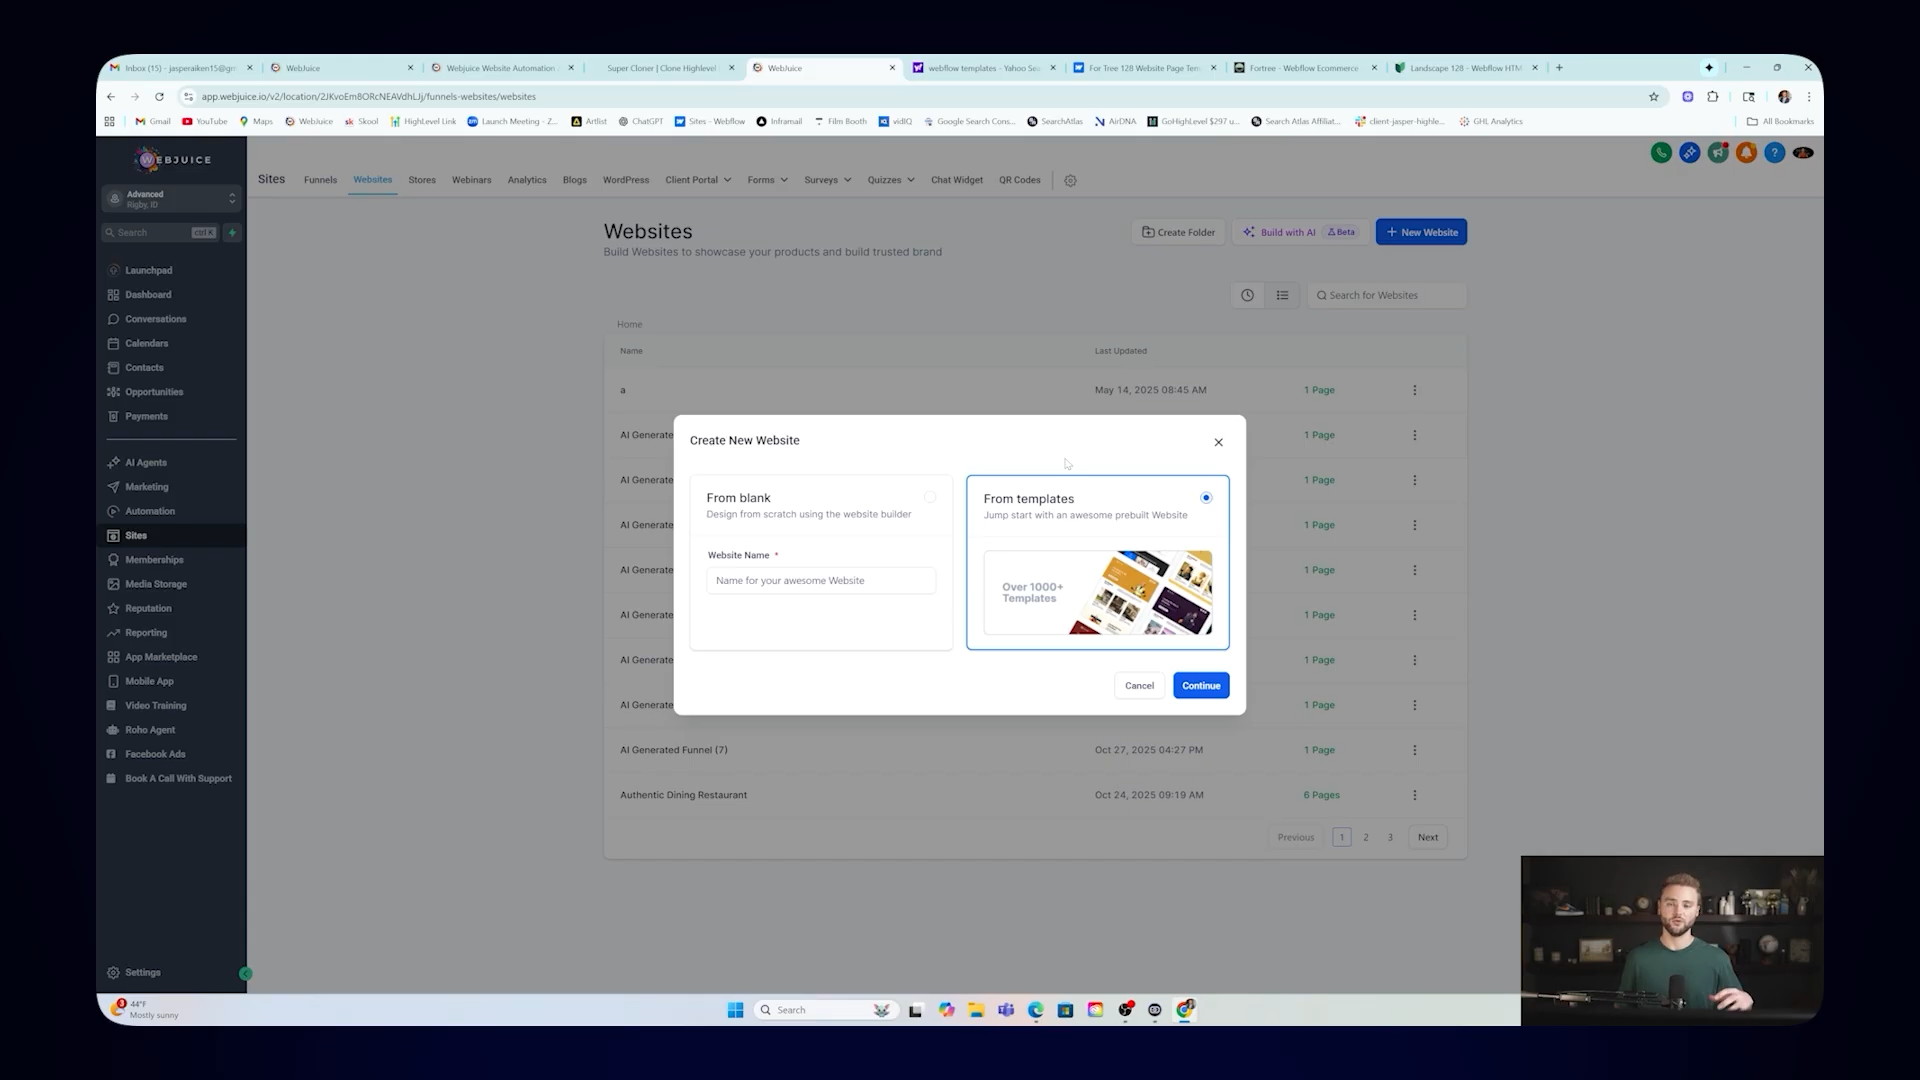 Inbox (15) - jasperaiken15@gm
WebJuice
Webjuice Website Automation
Super Cloner | Clone Highlevel
WebJuice
webflow templates - Yahoo Sea
For Tree 128 Website Page Tem
Fortree - Webflow Ecommerce
Landscape 128 - Webflow HTM
app.webjuice.io/v2/location/2JKvoEm8ORcNEAVdhLJj/funnels-websites/websites
Gmail
YouTube
Maps
WebJuice
Skool
HighLevel Link
Launch Meeting - Z...
Artlist
ChatGPT
Sites - Webflow
Inframail
Film Booth
vidIQ
Google Search Cons...
SearchAtlas
AirDNA
GoHighLevel $297 u...
Search Atlas Affiliat...
client-jasper-highle...
GHL Analytics
All Bookmarks
WEBJUICE
Advanced
Rigby, ID
Search
ctrl K
Launchpad
Dashboard
Conversations
Calendars
Contacts
Opportunities
Payments
AI Agents
Marketing
Automation
Sites
Memberships
Media Storage
Reputation
Reporting
App Marketplace
Mobile App
Video Training
Roho Agent
Facebook Ads
Book A Call With Support
Settings
Sites
Funnels
Websites
Stores
Webinars
Analytics
Blogs
WordPress
Client Portal
Forms
Surveys
Quizzes
Chat Widget
QR Codes
Websites
Build Websites to showcase your products and build trusted brand
Create Folder
Build with AI
Beta
+ New Website
Search for Websites
Home
Name
Last Updated
a
May 14, 2025 08:45 AM
1 Page
AI Generate
1 Page
AI Generate
1 Page
AI Generate
1 Page
AI Generate
1 Page
AI Generate
1 Page
AI Generate
1 Page
AI Generate
1 Page
AI Generated Funnel (7)
Oct 27, 2025 04:27 PM
1 Page
Authentic Dining Restaurant
Oct 24, 2025 09:19 AM
6 Pages
Previous
1
2
3
Next
Create New Website
From blank
Design from scratch using the website builder
Website Name *
Name for your awesome Website
From templates
Jump start with an awesome prebuilt Website
Over 1000+
Templates
Cancel
Continue
3
44°F
Mostly sunny
Search